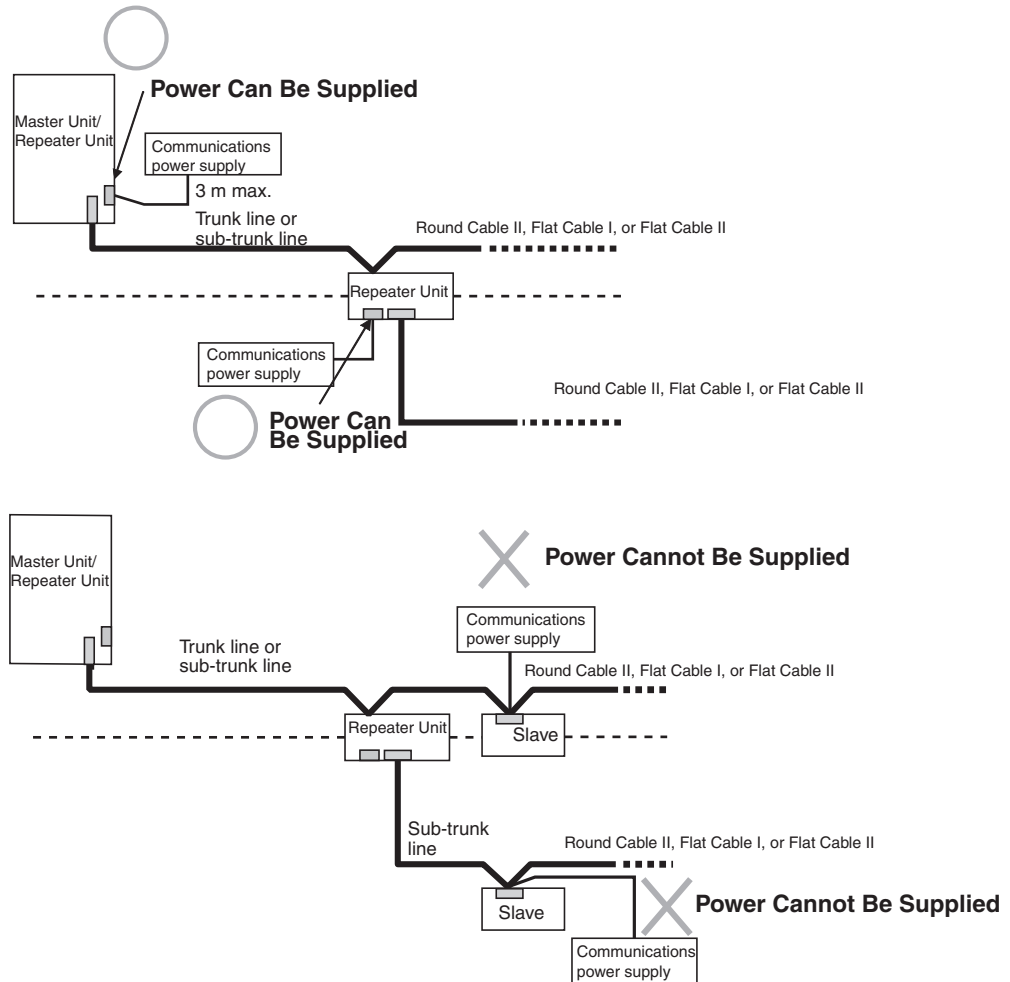 Power Can Be Supplied
Master Unit/
Repeater Unit
Communications
power supply
3 m max.
Trunk line or
sub-trunk line
Round Cable II, Flat Cable I, or Flat Cable II
Repeater Unit
Communications
power supply
Round Cable II, Flat Cable I, or Flat Cable II
Power Can
Be Supplied
Master Unit/
Repeater Unit
Power Cannot Be Supplied
Communications
power supply
Trunk line or
sub-trunk line
Round Cable II, Flat Cable I, or Flat Cable II
Repeater Unit
Slave
Sub-trunk
line
Round Cable II, Flat Cable I, or Flat Cable II
Slave
Power Cannot Be Supplied
Communications
power supply